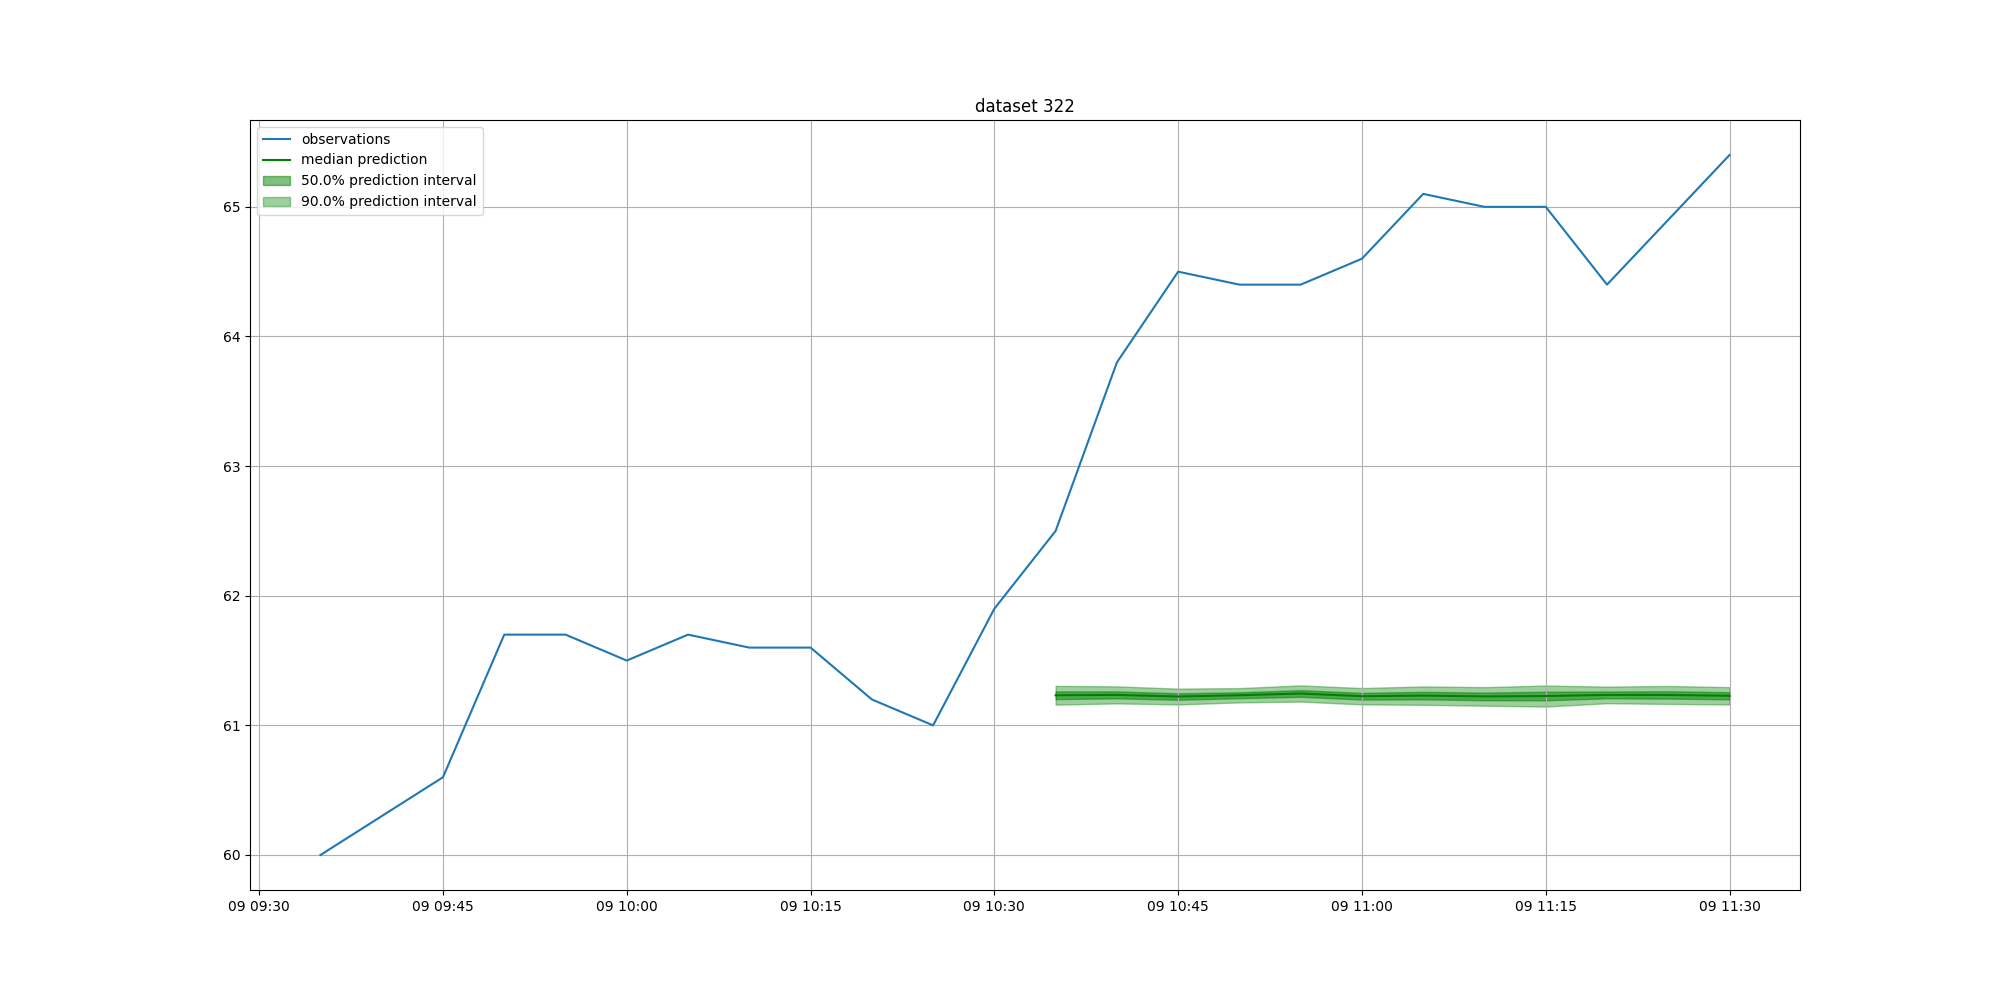 dataset 322
observations
median prediction
50.0% prediction interval
90.0% prediction interval
65
64
63
62
61
60
09 09:30 09 09:45 09 10:00 09 10:15 09 10:30 09 10:45 09 11:00 09 11:15 09 11:30